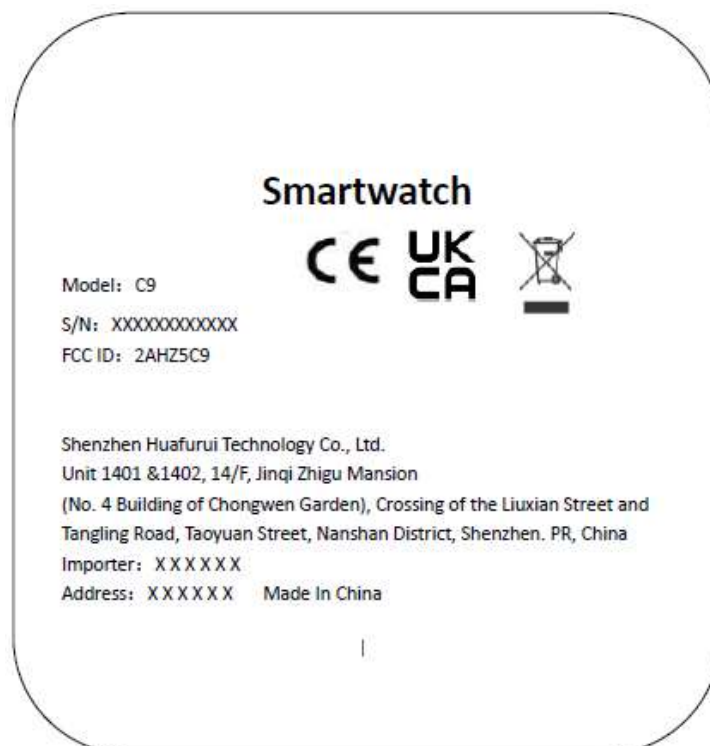 Smartwatch
CE UK CA
Model：C9
S/N：XXXXXXXXXXXX
FCC ID：2AHZ5C9
Shenzhen Huafurui Technology Co., Ltd.
Unit 1401 &1402, 14/F, Jinqi Zhigu Mansion
(No. 4 Building of Chongwen Garden), Crossing of the Liuxian Street and
Tangling Road, Taoyuan Street, Nanshan District, Shenzhen. PR, China
Importer：X X X X X X
Address：X X X X X X Made In China